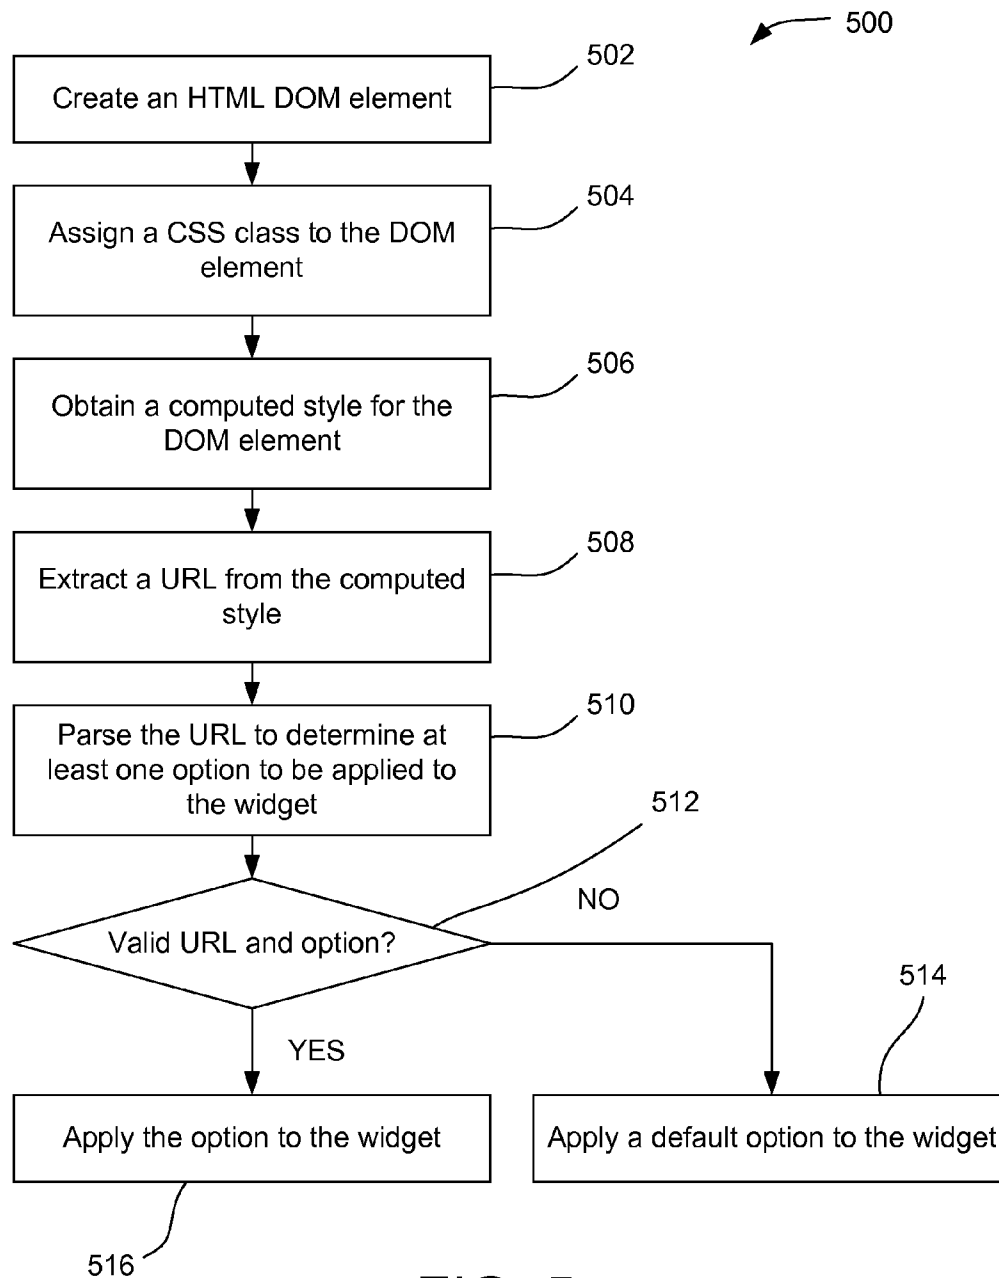 500
502
Create an HTML DOM element
504
Assign a CSS class to the DOM
element
506
Obtain a computed style for the
DOM element
508
Extract a URL from the computed
style
510
Parse the URL to determine at
least one option to be applied to
the widget
512
NO
Valid URL and option?
514
YES
Apply the option to the widget
Apply a default option to the widget
516